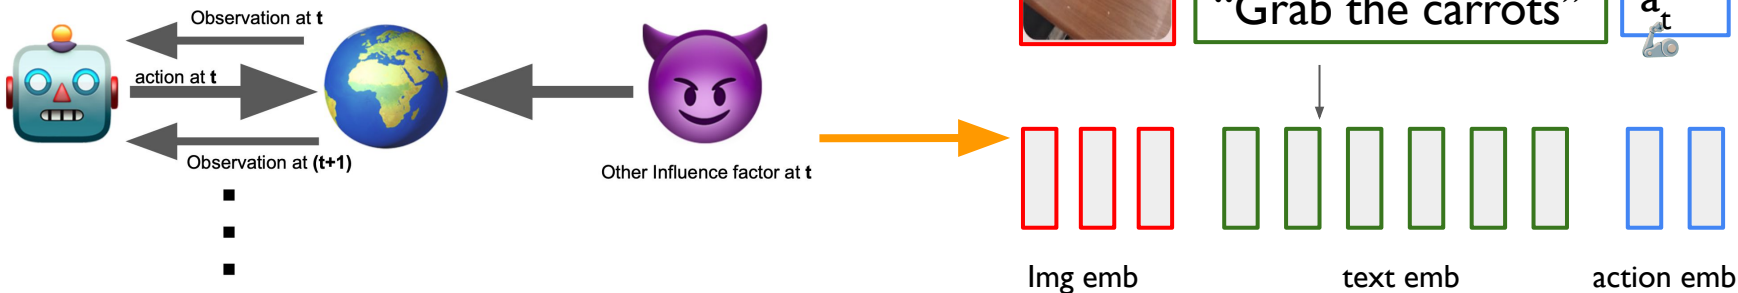 Observation at t
action at t
Observation at (t+1)
Other Influence factor at t
“Grab the carrots”
at
Img emb
text emb
action emb